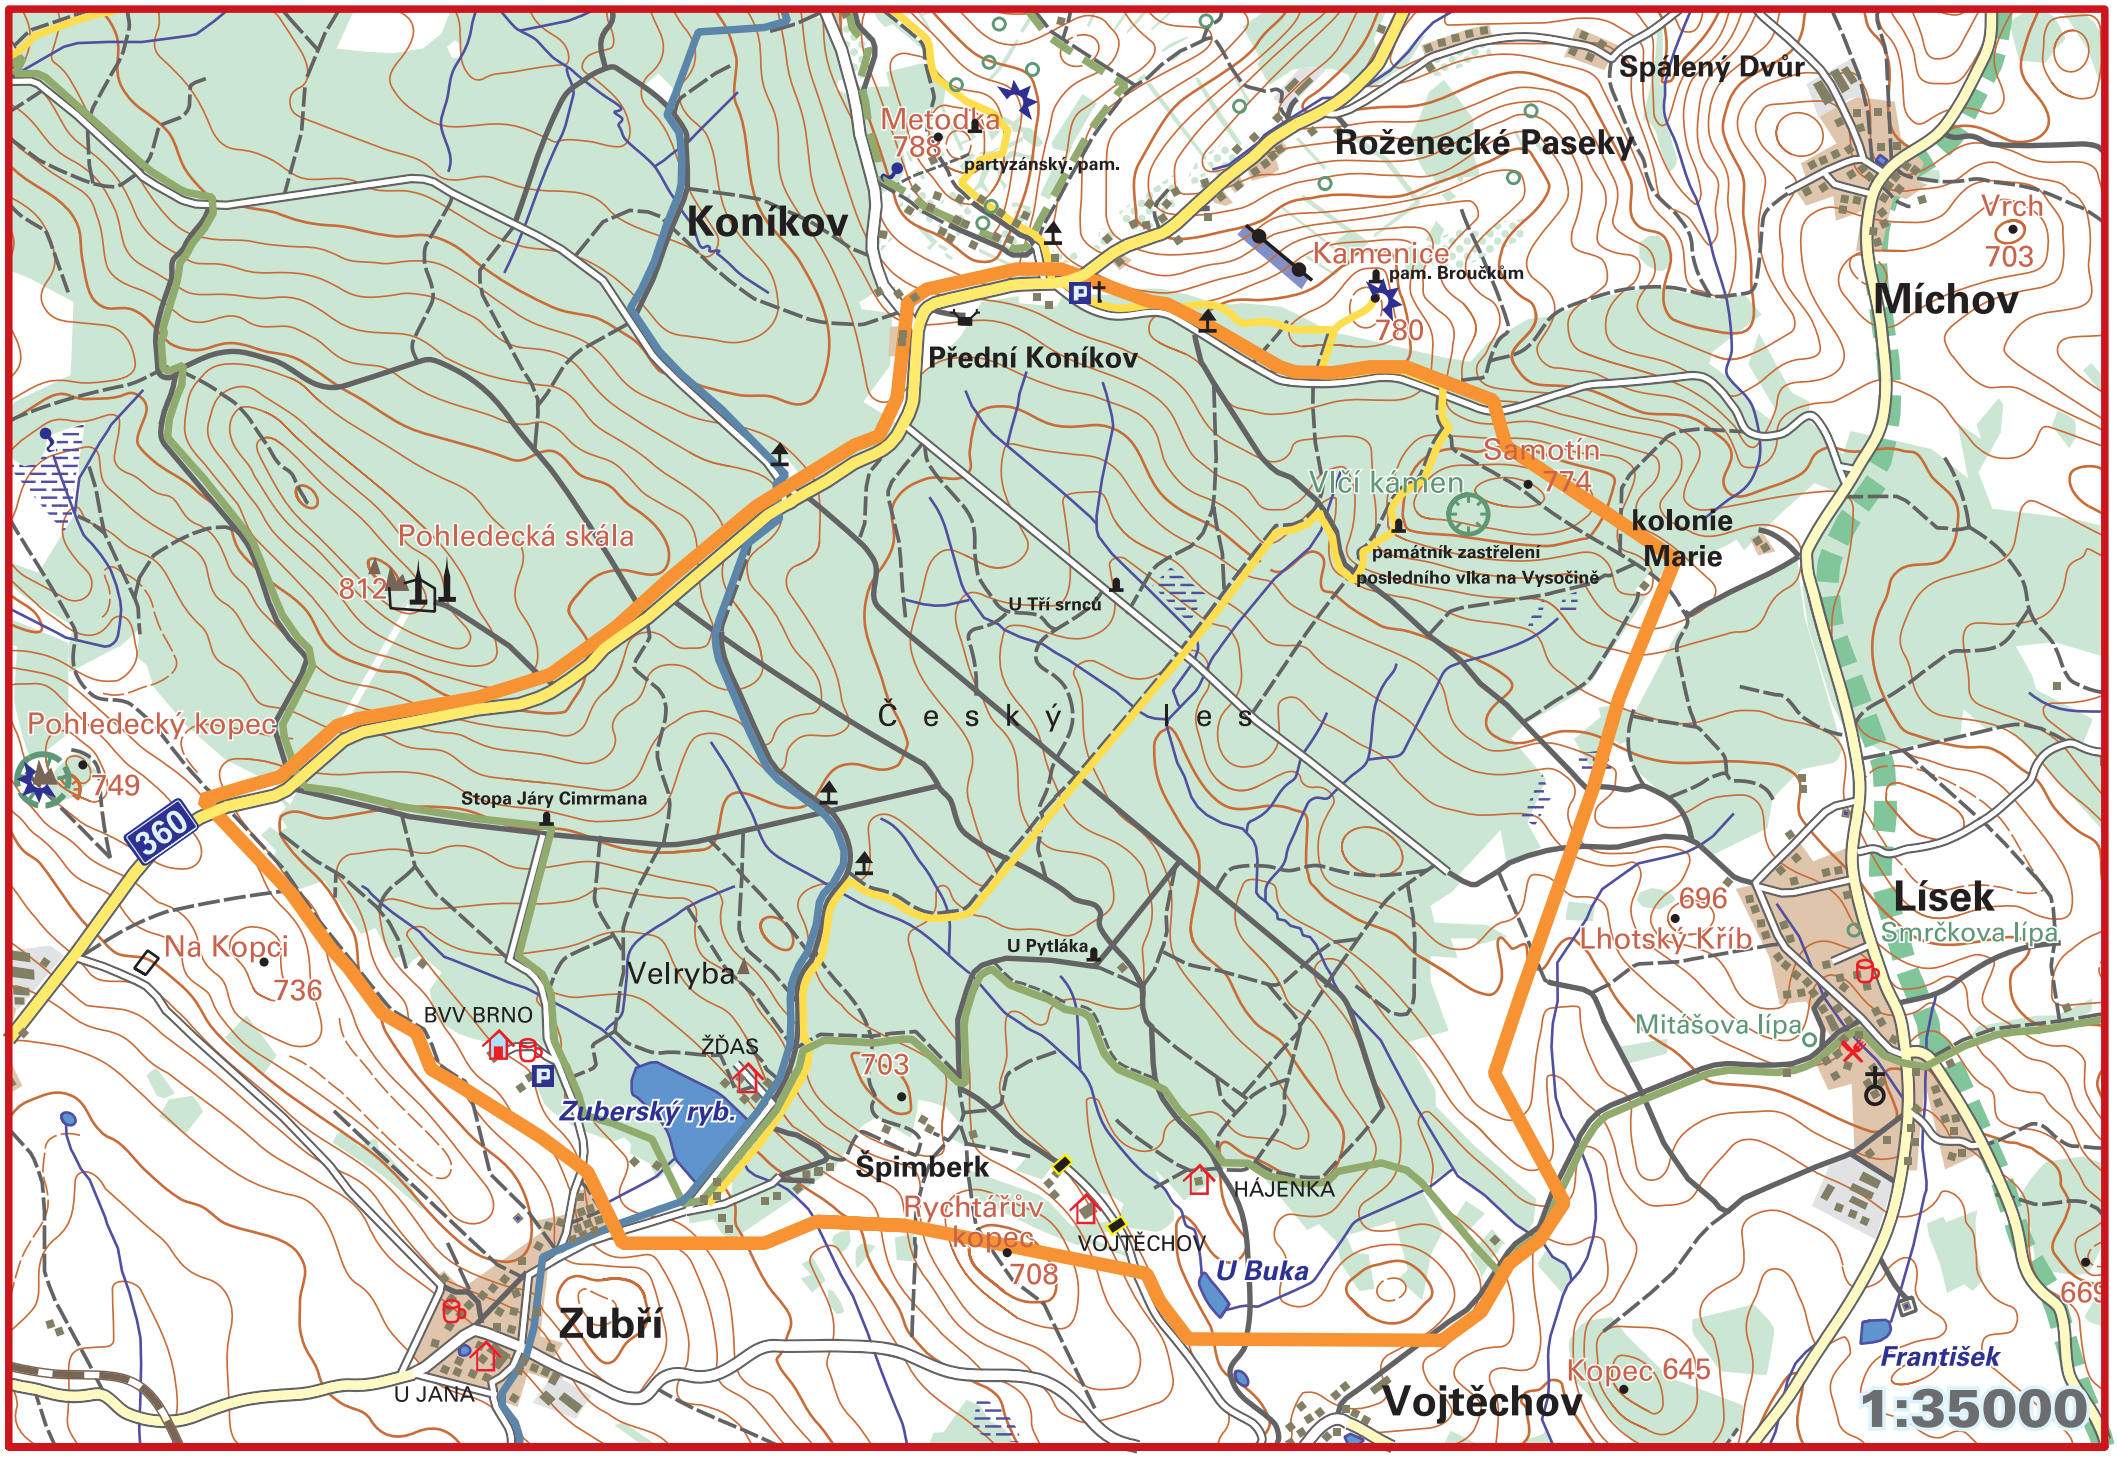 Spálený Dvůr
Metodka
788
partyzánský. pam.
Roženecké Paseky
Koníkov
Vrch
703
Kamenice
pam. Broučkům
780
Míchov
P
Přední Koníkov
Samotín
774
Vlčí kámen
kolonie
Marie
Pohledecká skála
812
památník zastřelení
posledního vlka na Vysočině
U Tří srnců
Český les
Pohledecký kopec
749
Stopa Járy Cimrmana
360
696
Lísek
Lhotský Kříb
Smrčkova lípa
Na Kopci
736
U Pytláka
Velryba
BVV BRNO
ŽĎAS
703
Mitášova lípa
P
Zuberský ryb.
Špimberk
HÁJENKA
Rychtářův
kopec
708
VOJTĚCHOV
U Buka
669
Zubří
František
Kopec 645
U JANA
Vojtěchov
1:35000